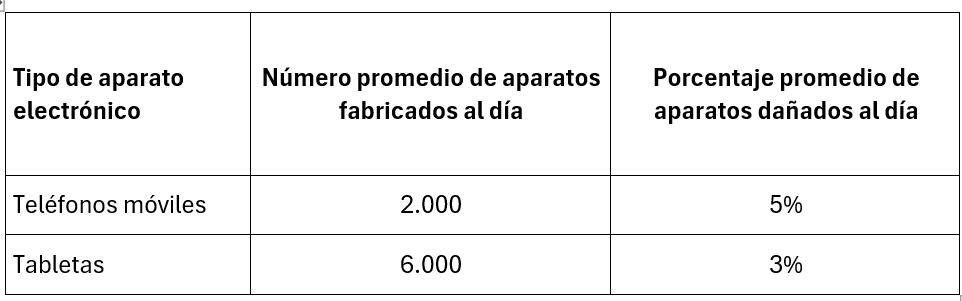 Tipo de aparato
electrónico
Número promedio de aparatos
fabricados al día
Porcentaje promedio de
aparatos dañados al día
Teléfonos móviles 2.000 5%
Tabletas 6.000 3%